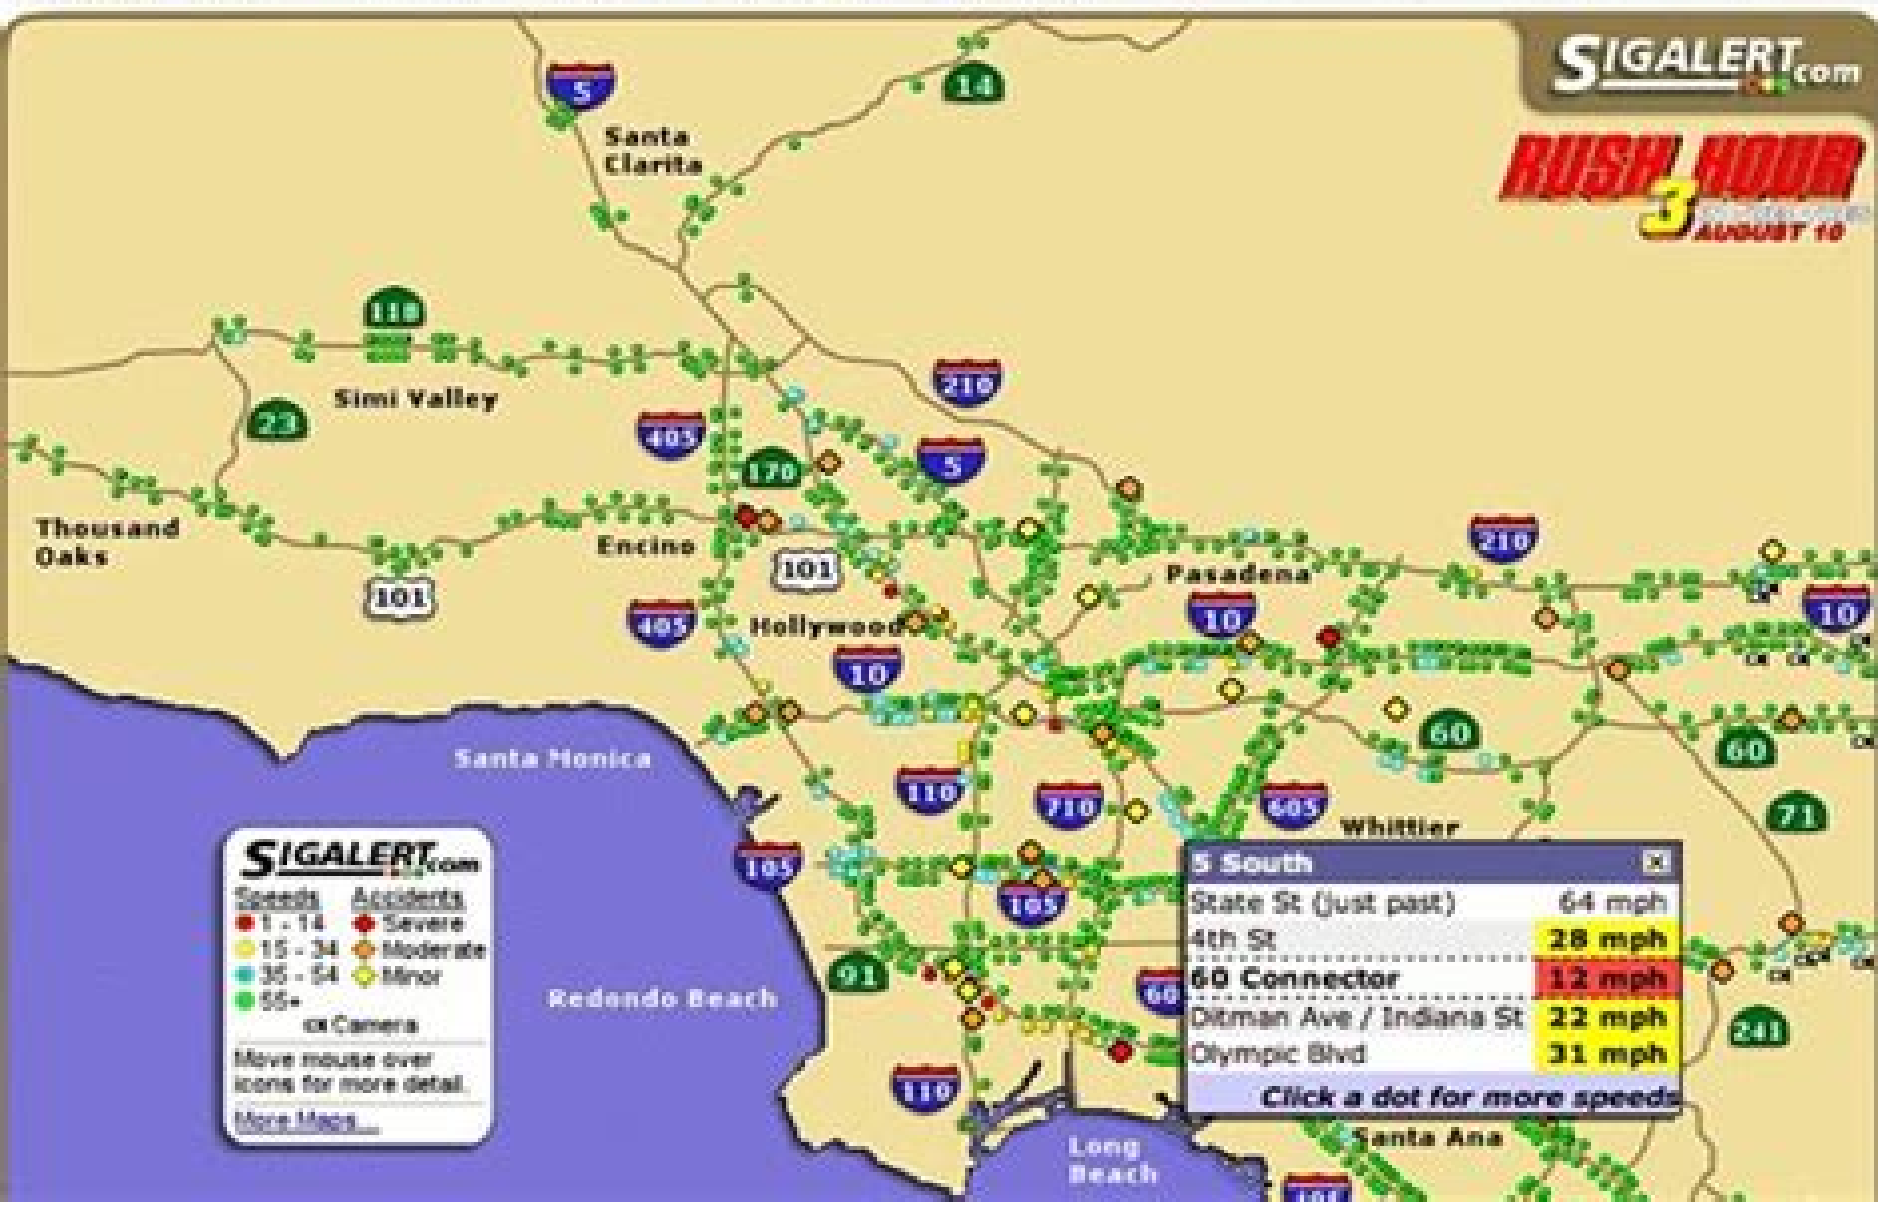 SIGALERT.com
RUSH HOUR
3
AUGUST 10
5
14
Santa
Clarita
118
Simi Valley
23
405
170
5
210
Thousand
Oaks
101
Encino
101
405
Hollywood
10
Pasadena
10
210
10
Santa Monica
110
710
605
60
60
71
Whittier
105
105
91
Redondo Beach
60
241
110
Long
Beach
Santa Ana
405
SIGALERT.com
Speeds Accidents
1 - 14 Severe
15 - 34 Moderate
35 - 54 Minor
55+
Camera
Move mouse over
icons for more detail.
More Maps...
5 South
State St (just past) 64 mph
4th St 28 mph
60 Connector 12 mph
Ditman Ave / Indiana St 22 mph
Olympic Blvd 31 mph
Click a dot for more speeds